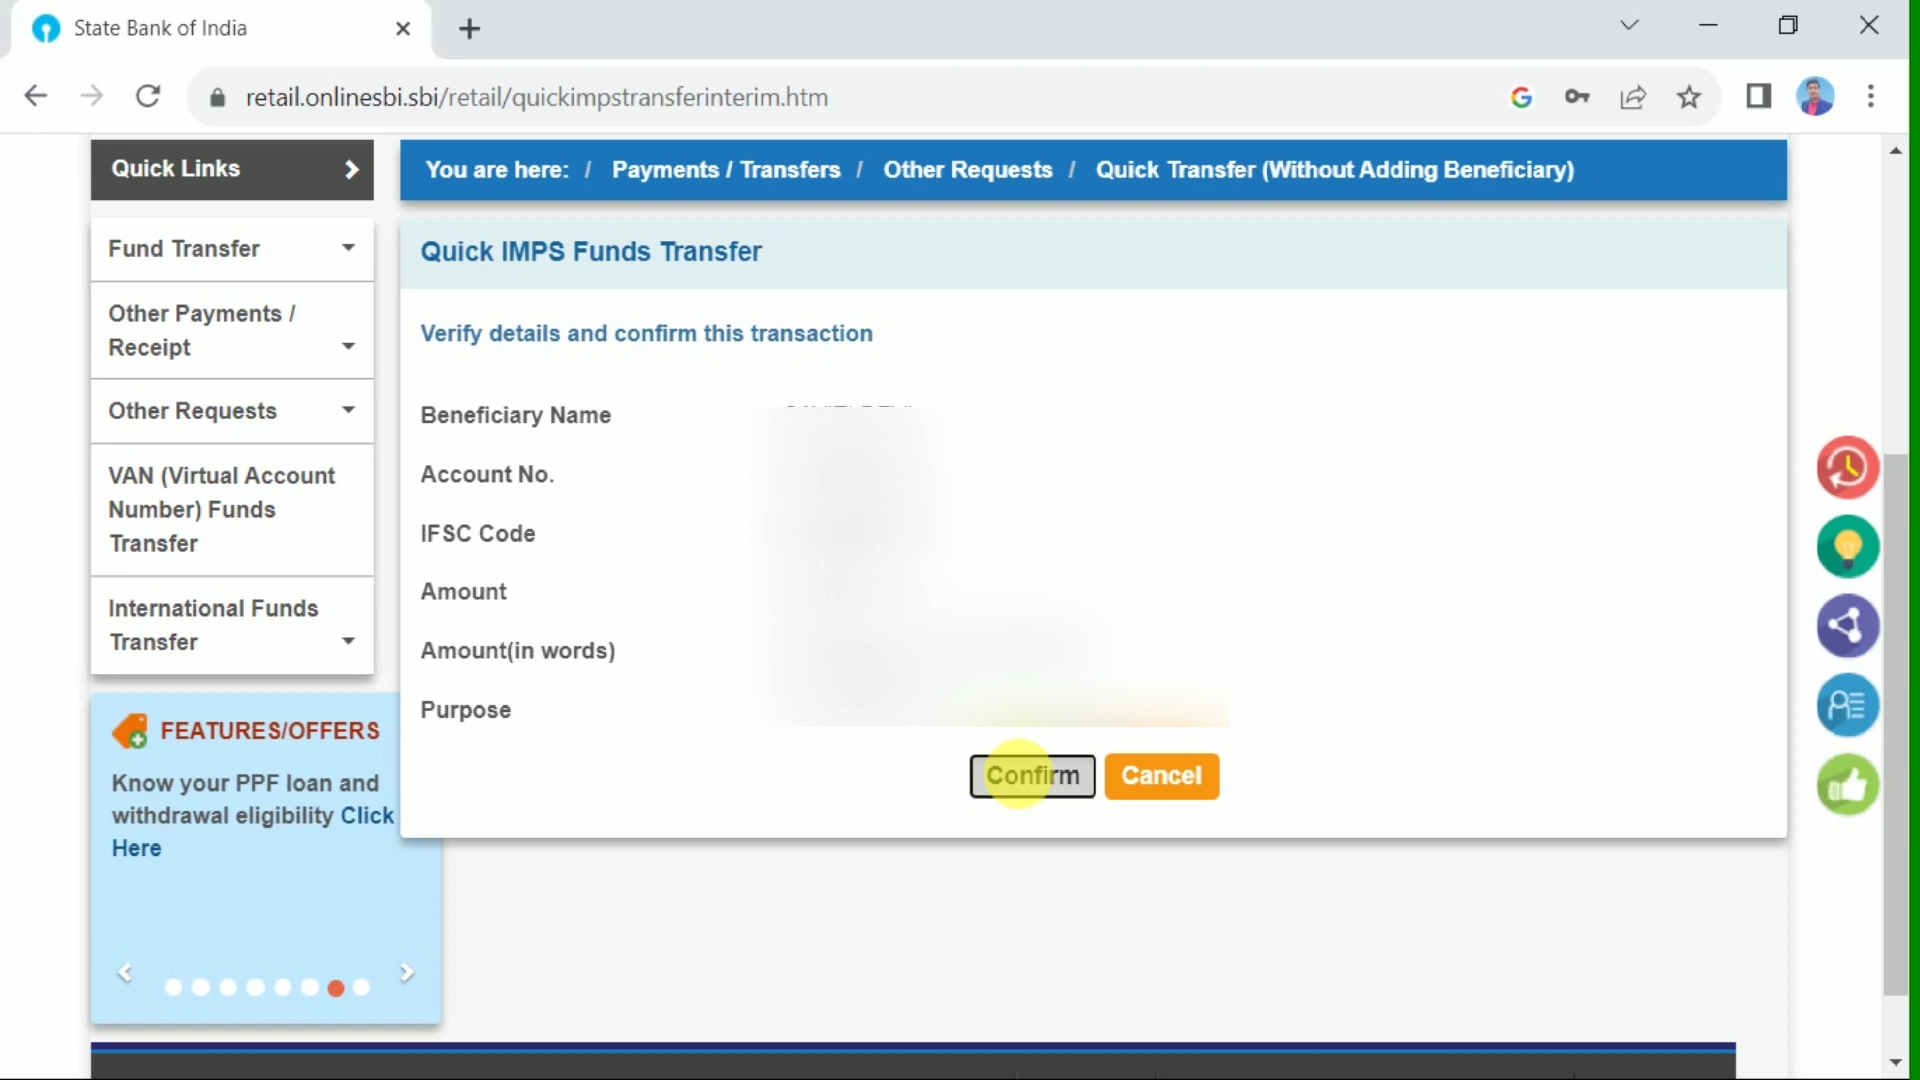 State Bank of India
retail.onlinesbi.sbi/retail/quickimpstransferinterim.htm
Quick Links
You are here: / Payments / Transfers / Other Requests / Quick Transfer (Without Adding Beneficiary)
Fund Transfer
Other Payments /
Receipt
Other Requests
VAN (Virtual Account
Number) Funds
Transfer
International Funds
Transfer
Quick IMPS Funds Transfer
Verify details and confirm this transaction
Beneficiary Name
Account No.
IFSC Code
Amount
Amount(in words)
Purpose
Confirm Cancel
FEATURES/OFFERS
Know your PPF loan and
withdrawal eligibility Click
Here